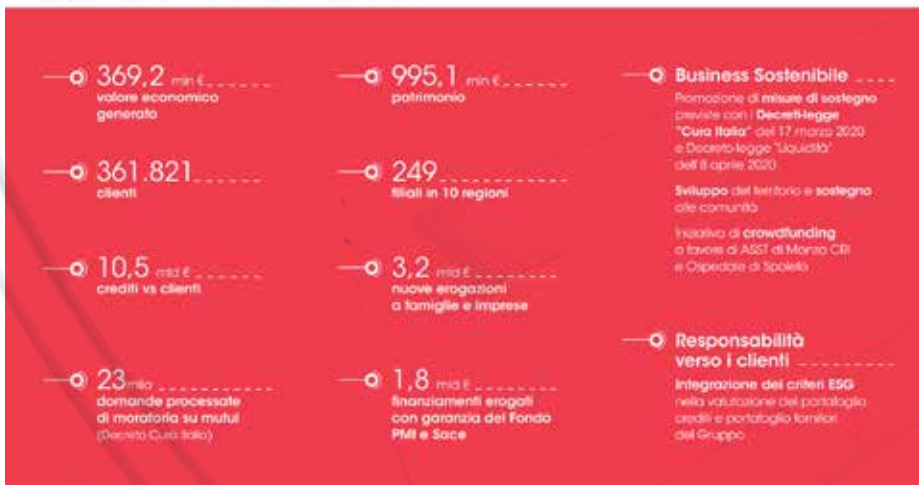 369,2 mln €
valore economico
generato
361.821
clienti
10,5 mld €
crediti vs clienti
23mila
domande processate
di moratoria su mutui
(Decreto Cura Italia)
995,1 mln €
patrimonio
249
filiali in 10 regioni
3,2 mld €
nuove erogazioni
a famiglie e imprese
1,8 mld €
finanziamenti erogati
con garanzia del Fondo
PMI e Sace
Business Sostenibile
Promozione di misure di sostegno
previste con i Decreti-legge
"Cura Italia" del 17 marzo 2020
e Decreto-legge "Liquidità"
dell'8 aprile 2020
Sviluppo del territorio e sostegno
alle comunità
Iniziativa di crowdfunding
a favore di ASST di Monza
e Ospedale di Spoleto
Responsabilità
verso i clienti
Integrazione dei criteri ESG
nella valutazione del portafoglio
crediti e portafoglio fornitori
del Gruppo